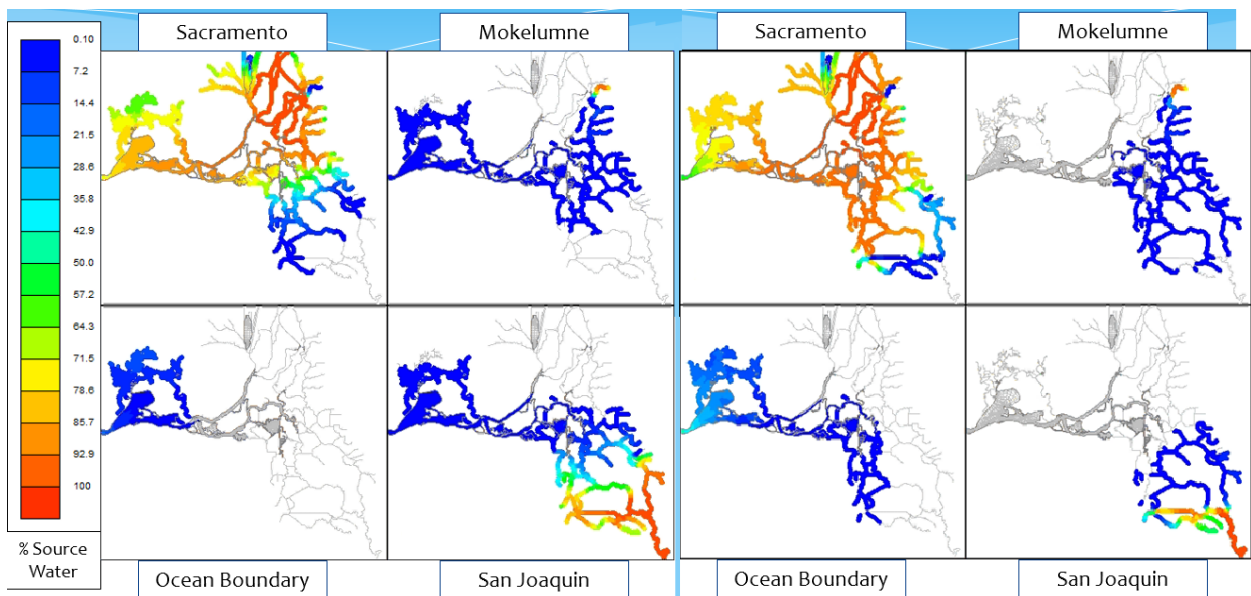 Sacramento
Mokelumne
Sacramento
Mokelumne
0.10
7.2
14.4
21.5
28.6
35.8
42.9
50.0
57.2
64.3
71.5
78.6
85.7
92.9
100
% Source
Water
Ocean Boundary
San Joaquin
Ocean Boundary
San Joaquin